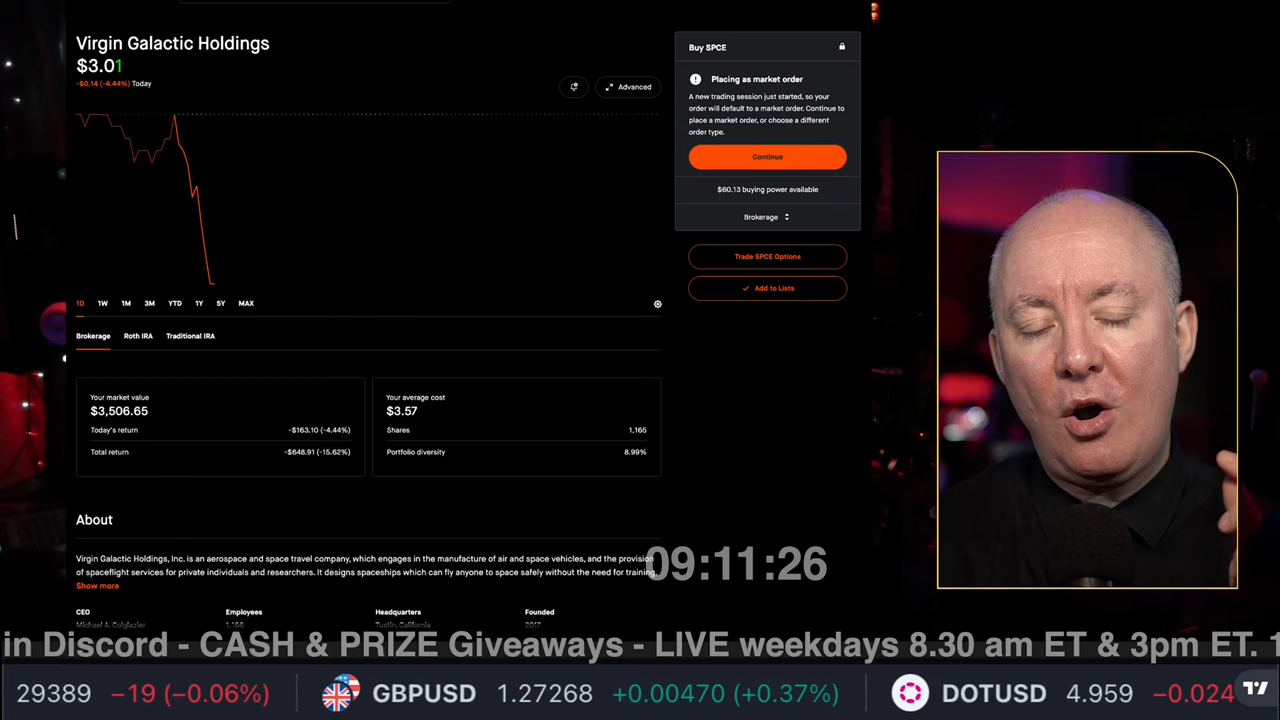 Virgin Galactic Holdings
$3.01
-$0.14 (-4.44%) Today
Advanced
1D 1W 1M 3M YTD 1Y 5Y MAX
Brokerage Roth IRA Traditional IRA
Your market value
$3,506.65
Today's return -$163.10 (-4.44%)
Total return -$648.91 (-15.62%)
Your average cost
$3.57
Shares 1,165
Portfolio diversity 8.99%
About
Virgin Galactic Holdings, Inc. is an aerospace and space travel company, which engages in the manufacture of air and space vehicles, and the provision
of spaceflight services for private individuals and researchers. It designs spaceships which can fly anyone to space safely without the need for training.
Show more
CEO Employees Headquarters Founded
Michael A. Colglazier 1,166 Tustin, California 2017
Buy SPCE
Placing as market order
A new trading session just started, so your
order will default to a market order. Continue to
place a market order, or choose a different
order type.
Continue
$60.13 buying power available
Brokerage
Trade SPCE Options
Add to Lists
09:11:26
in Discord - CASH & PRIZE Giveaways - LIVE weekdays 8.30 am ET & 3pm ET. 1
29389 −19 (−0.06%) GBPUSD 1.27268 +0.00470 (+0.37%) DOTUSD 4.959 −0.024